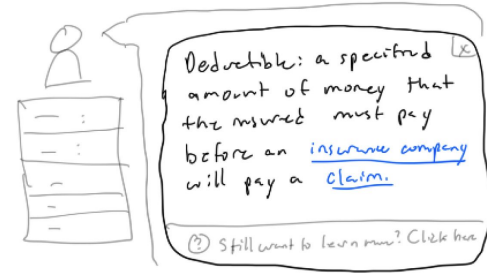 Deductible: a specified x
amount of money that
the insured must pay
before an insurance company
will pay a claim.
? Still want to learn more? Click here